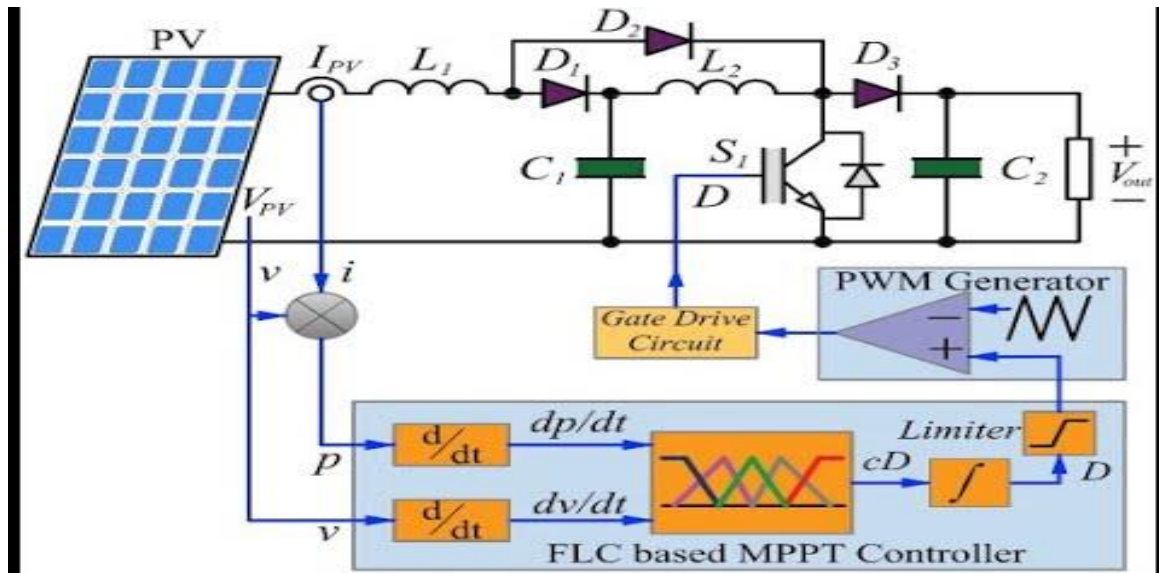 PV
I_PV
L_1
D_2
D_1
L_2
D_3
C_1
S_1
D
C_2
+
V_out
−
V_PV
v
i
PWM Generator
−
+
Gate Drive
Circuit
p
d/dt
dp/dt
cD
∫
Limiter
D
v
d/dt
dv/dt
FLC based MPPT Controller